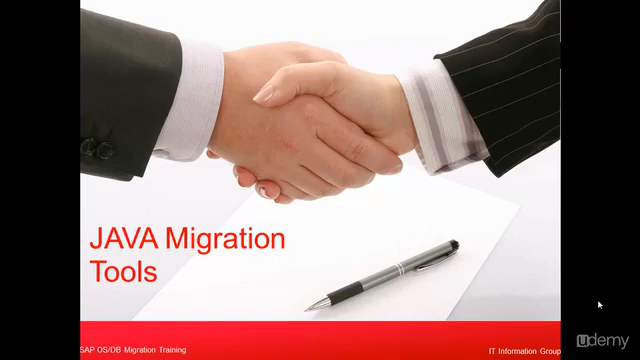 JAVA Migration
Tools
SAP OS/DB Migration Training
IT Information Group
udemy